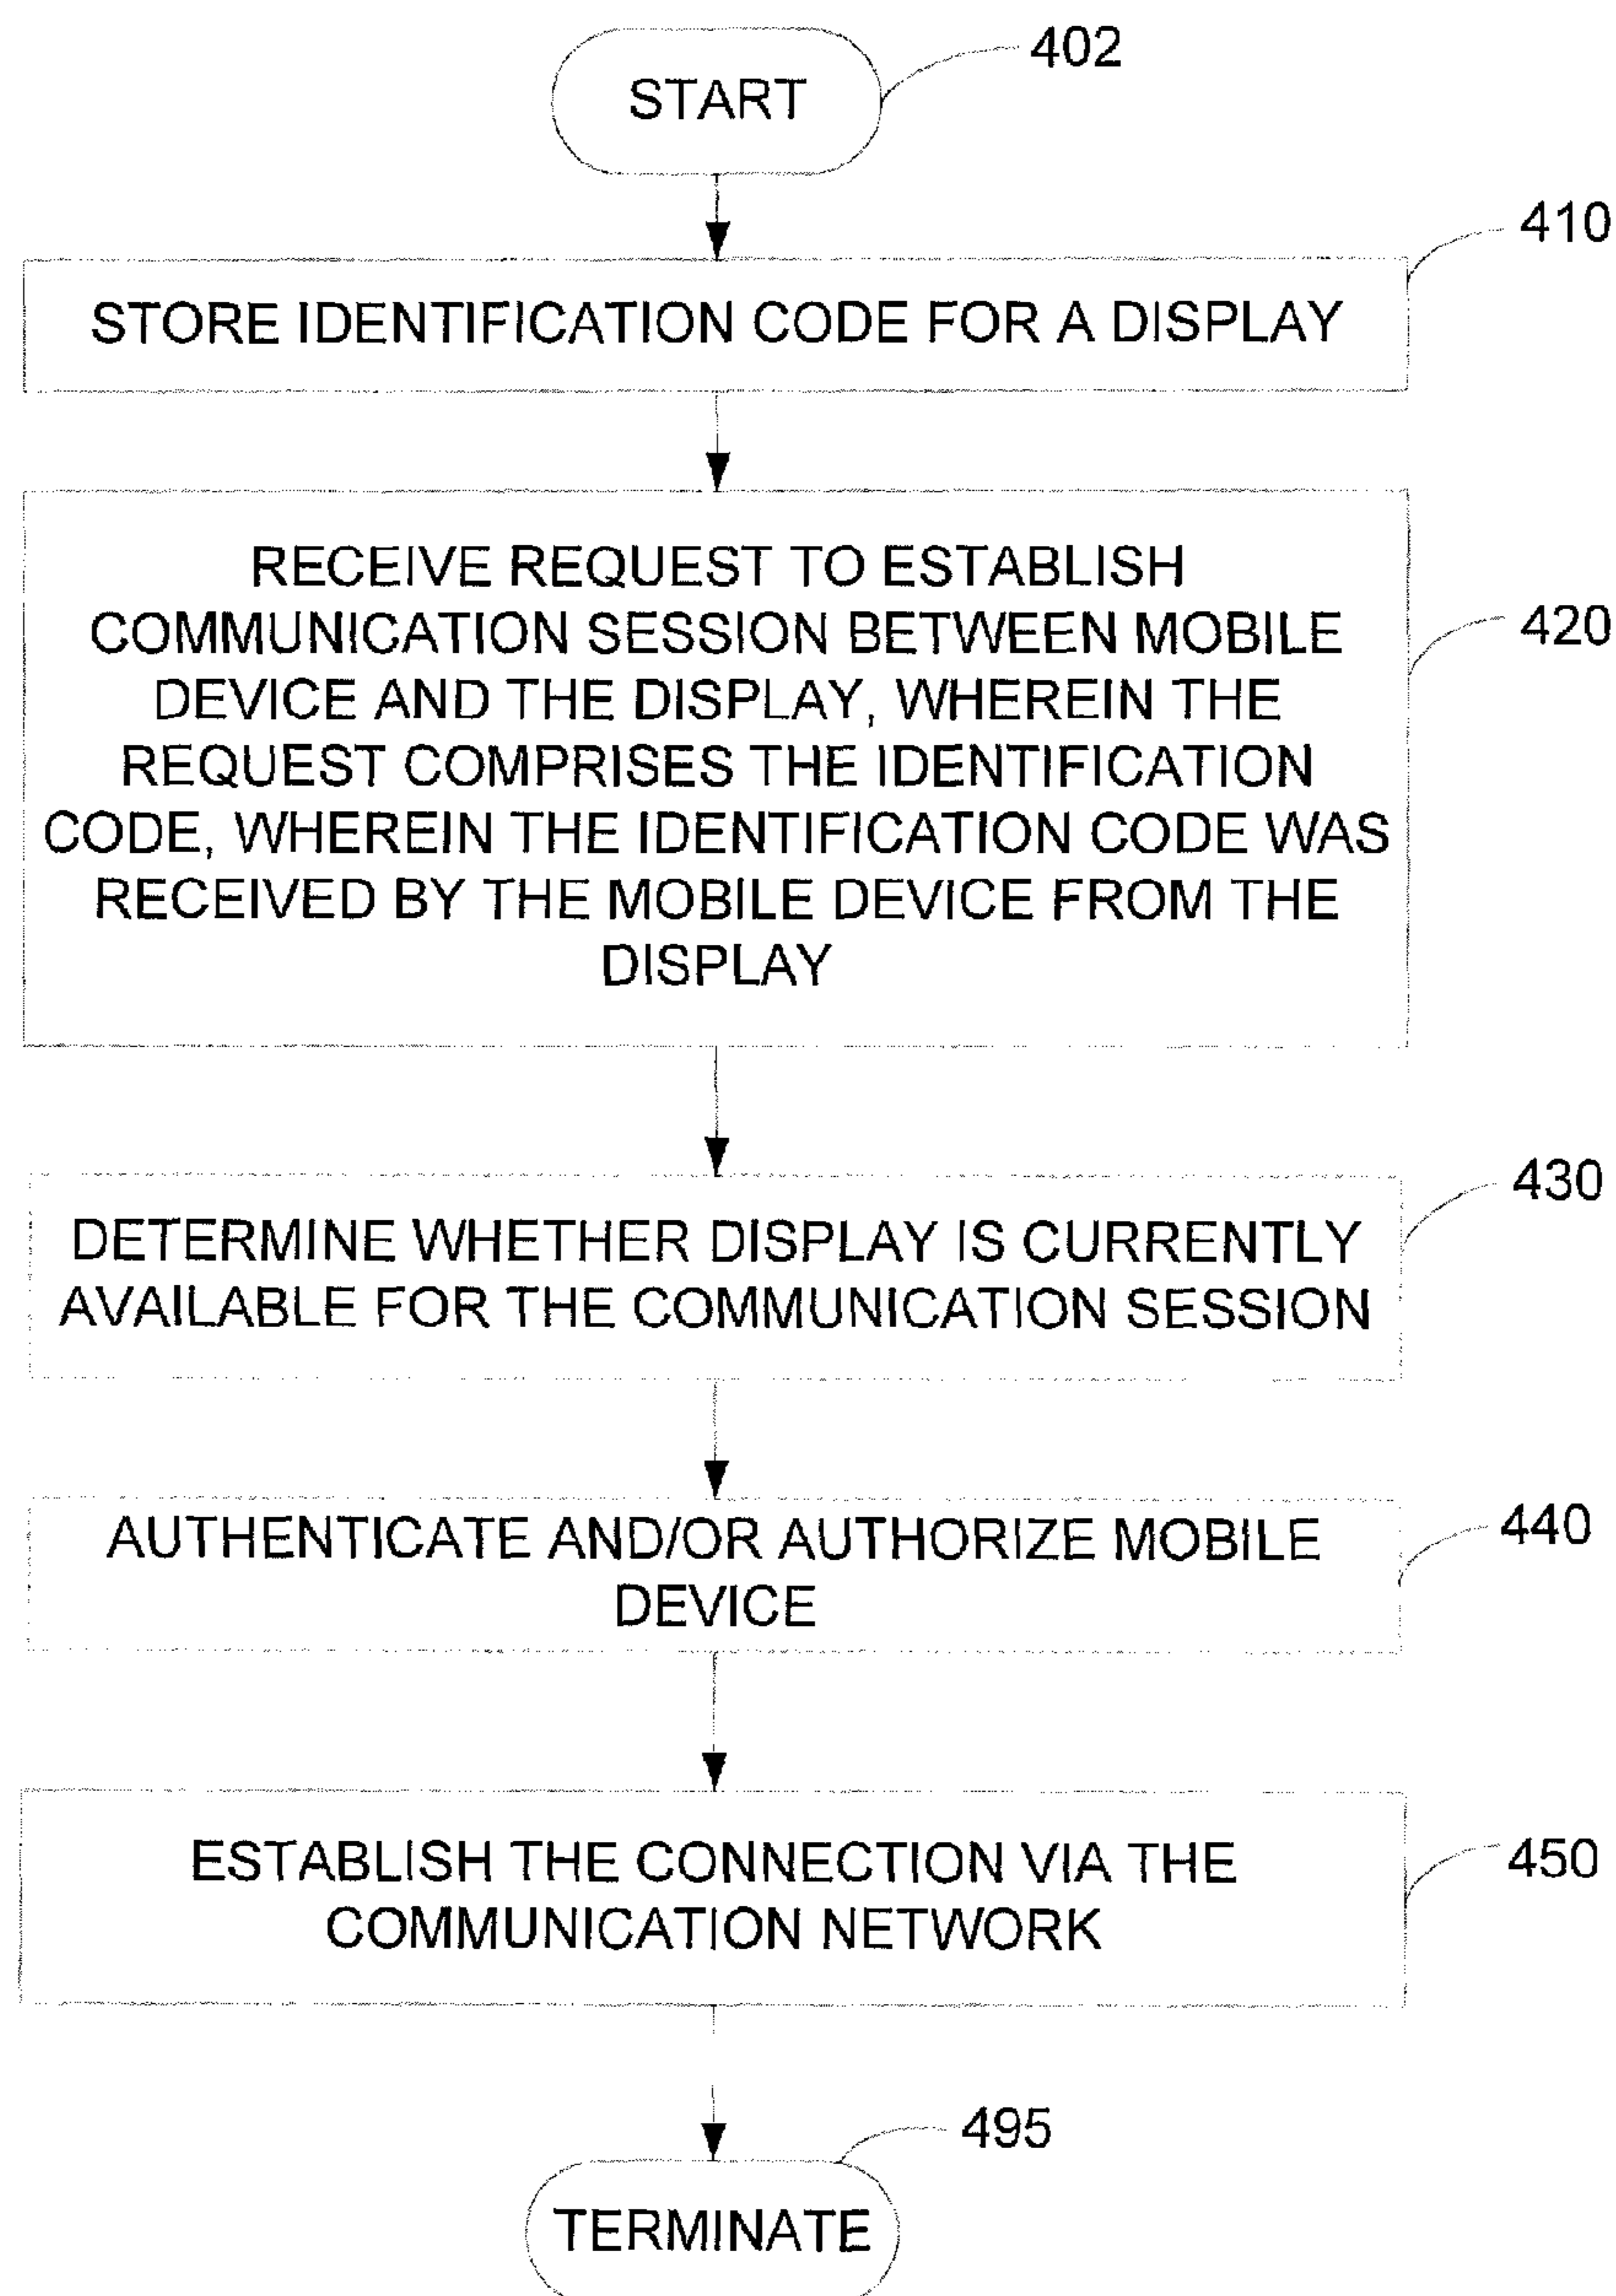 START
402
410
STORE IDENTIFICATION CODE FOR A DISPLAY
RECEIVE REQUEST TO ESTABLISH
COMMUNICATION SESSION BETWEEN MOBILE
DEVICE AND THE DISPLAY, WHEREIN THE
REQUEST COMPRISES THE IDENTIFICATION
CODE, WHEREIN THE IDENTIFICATION CODE WAS
RECEIVED BY THE MOBILE DEVICE FROM THE
DISPLAY
420
430
DETERMINE WHETHER DISPLAY IS CURRENTLY
AVAILABLE FOR THE COMMUNICATION SESSION
440
AUTHENTICATE AND/OR AUTHORIZE MOBILE
DEVICE
450
ESTABLISH THE CONNECTION VIA THE
COMMUNICATION NETWORK
495
TERMINATE